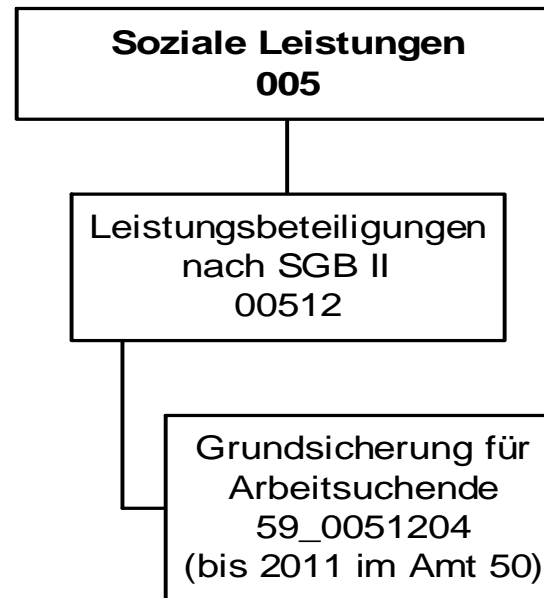 Soziale Leistungen
005
Leistungsbeteiligungen
nach SGB II
00512
Grundsicherung für
Arbeitsuchende
59_0051204
(bis 2011 im Amt 50)